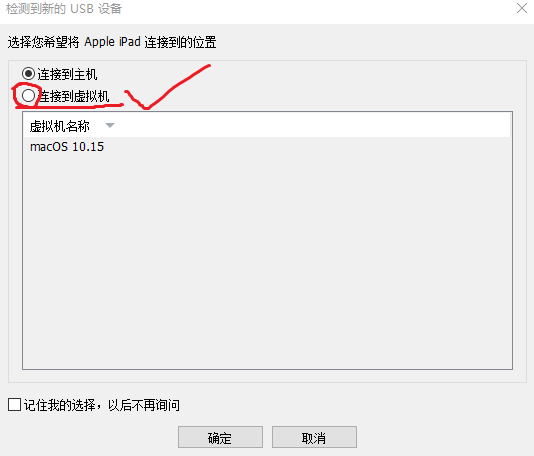 检测到新的 USB 设备
选择您希望将 Apple iPad 连接到的位置
连接到主机
连接到虚拟机
虚拟机名称
macOS 10.15
记住我的选择，以后不再询问
确定
取消